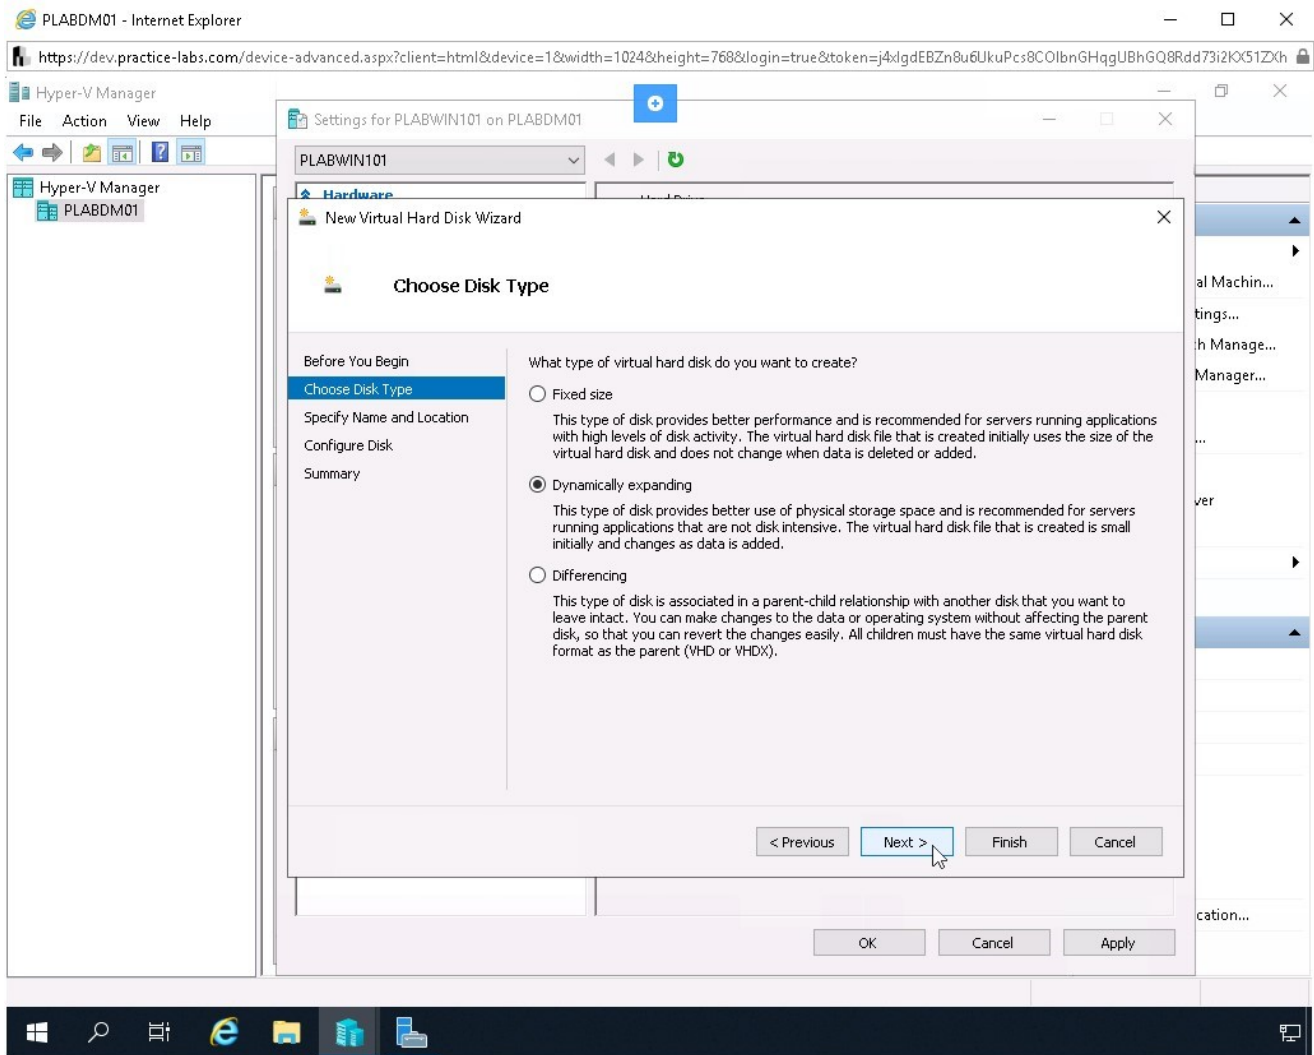 PLABDM01 - Internet Explorer
https://dev.practice-labs.com/device-advanced.aspx?client=html&device=1&width=1024&height=768&login=true&token=j4xIgdEBZn8u6UkuPcs8COIbnGHqgUBhGQ8Rdd73i2KX51ZXh
Hyper-V Manager
File Action View Help
Hyper-V Manager
PLABDM01
Settings for PLABWIN101 on PLABDM01
PLABWIN101
Hardware
Hard Drive
New Virtual Hard Disk Wizard
Choose Disk Type
Before You Begin
Choose Disk Type
Specify Name and Location
Configure Disk
Summary
What type of virtual hard disk do you want to create?
Fixed size
This type of disk provides better performance and is recommended for servers running applications
with high levels of disk activity. The virtual hard disk file that is created initially uses the size of the
virtual hard disk and does not change when data is deleted or added.
Dynamically expanding
This type of disk provides better use of physical storage space and is recommended for servers
running applications that are not disk intensive. The virtual hard disk file that is created is small
initially and changes as data is added.
Differencing
This type of disk is associated in a parent-child relationship with another disk that you want to
leave intact. You can make changes to the data or operating system without affecting the parent
disk, so that you can revert the changes easily. All children must have the same virtual hard disk
format as the parent (VHD or VHDX).
< Previous Next > Finish Cancel
OK Cancel Apply
al Machin...
tings...
h Manage...
Manager...
...
ver
cation...